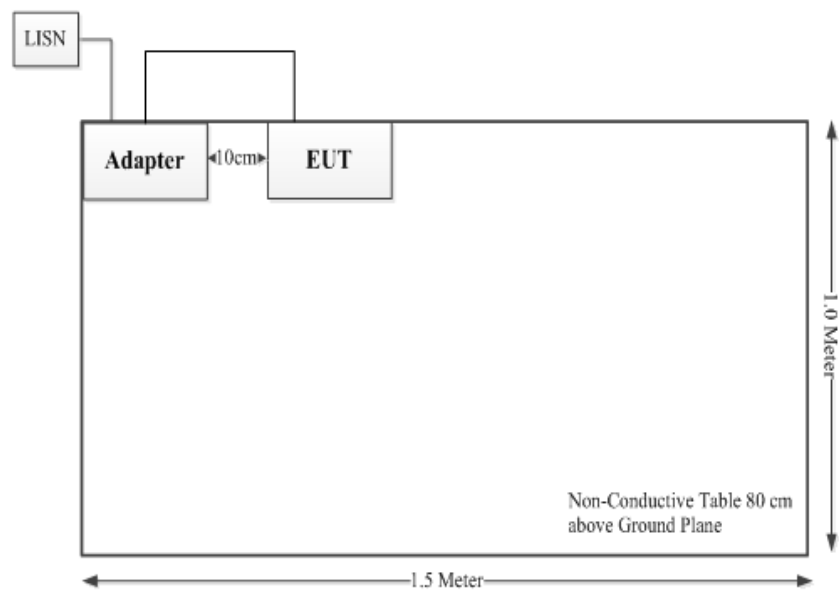 LISN
Adapter
10cm
EUT
1.0 Meter
Non-Conductive Table 80 cm
above Ground Plane
1.5 Meter